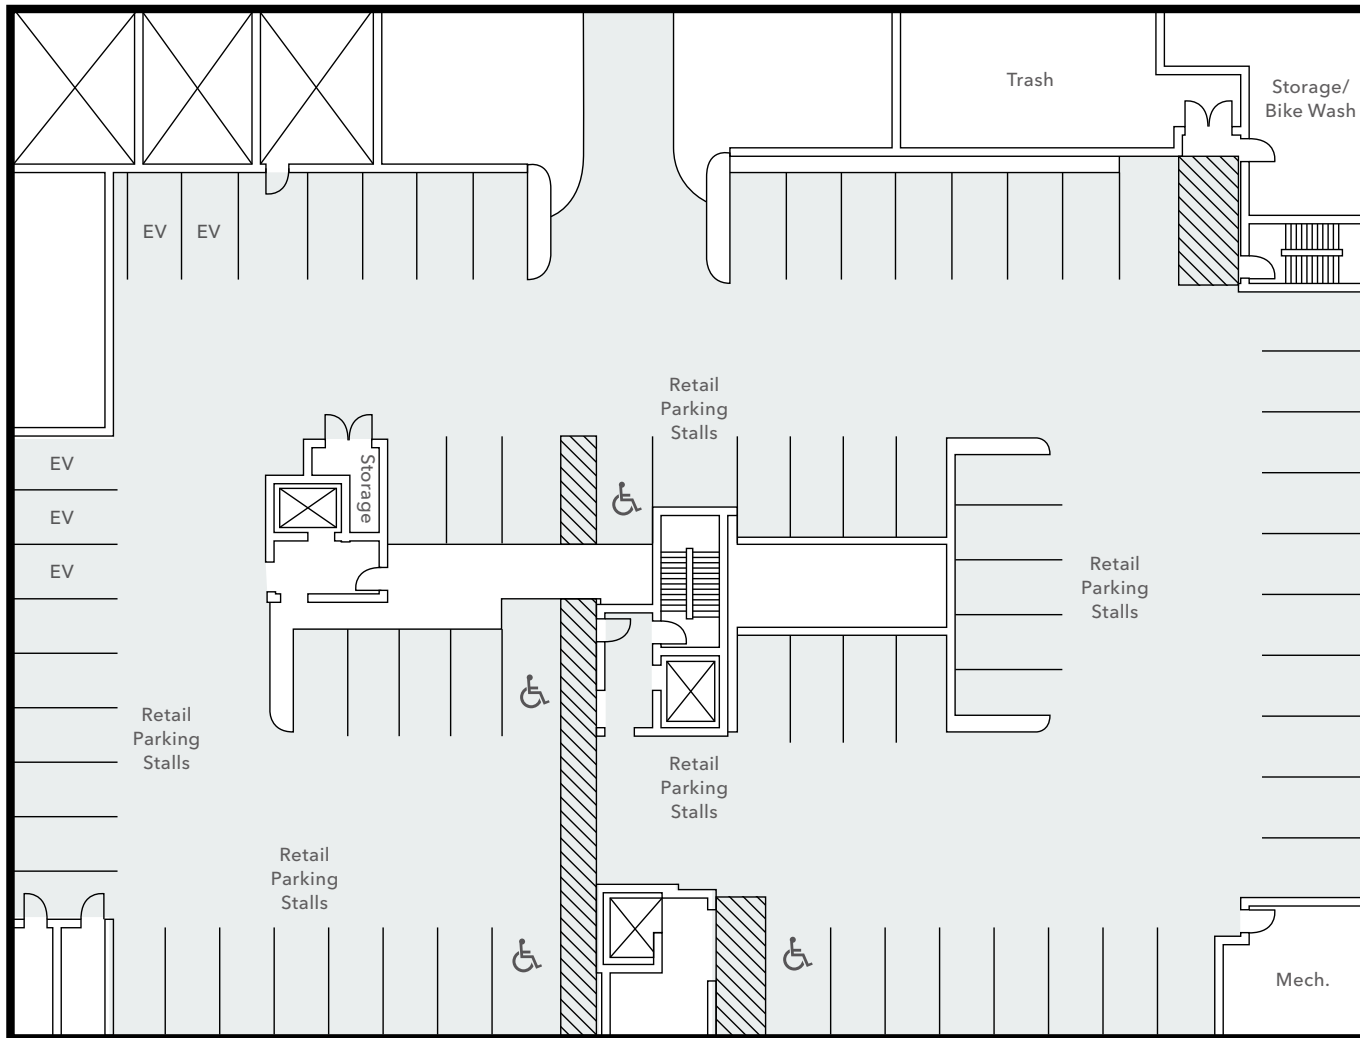 Trash
Storage/
Bike Wash
EV
EV
Retail
Parking
Stalls
EV
EV
EV
Storage
Retail
Parking
Stalls
Retail
Parking
Stalls
Retail
Parking
Stalls
Retail
Parking
Stalls
Mech.